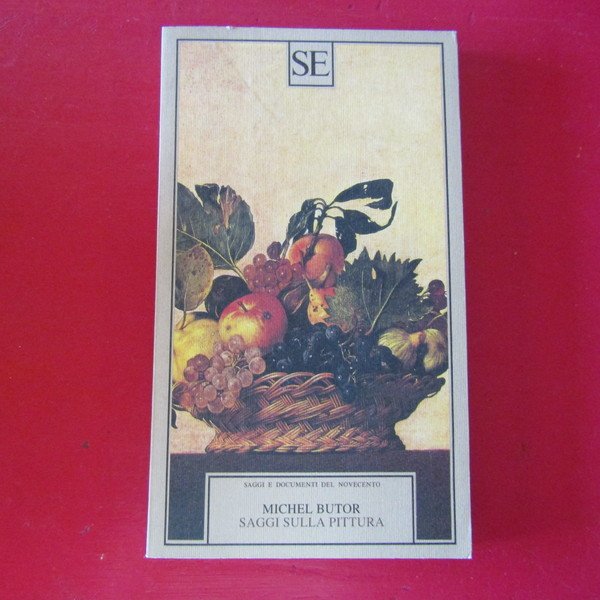 SE
SAGGI E DOCUMENTI DEL NOVECENTO
MICHEL BUTOR
SAGGI SULLA PITTURA